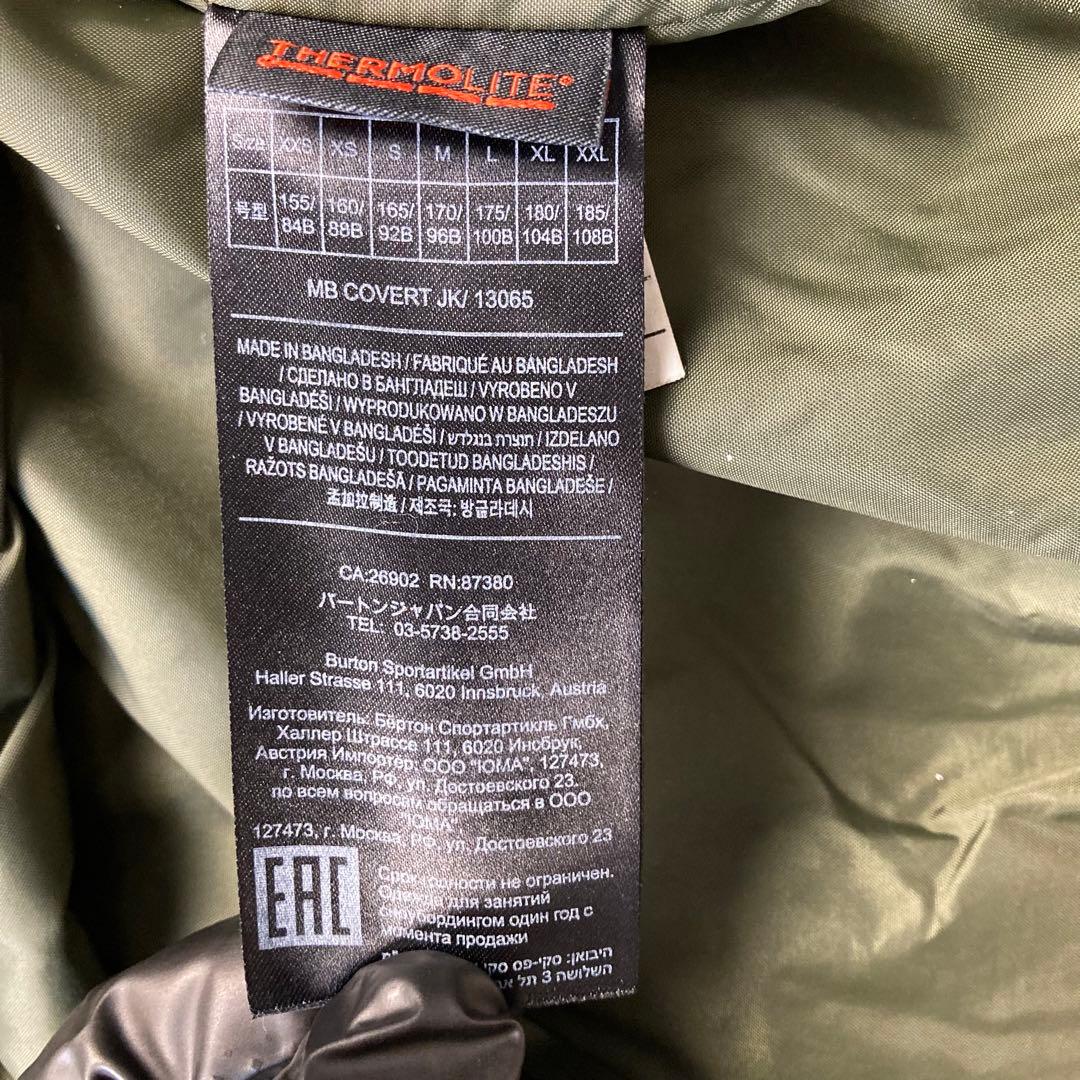 THERMOLITE®
Size XXS XS S M L XL XXL
号型 155/84B 160/88B 165/92B 170/96B 175/100B 180/104B 185/108B
MB COVERT JK/ 13065
MADE IN BANGLADESH / FABRIQUÉ AU BANGLADESH
/ СДЕЛАНО В БАНГЛАДЕШ / VYROBENO V
BANGLADÉŠI / WYPRODUKOWANO W BANGLADESZU
/ VYROBENÉ V BANGLADÉŠI / תוצרת בנגלדש / IZDELANO
V BANGLADEŠU / TOODETUD BANGLADESHIS /
RAŽOTS BANGLADEŠĀ / PAGAMINTA BANGLADEŠE /
孟加拉制造 / 제조국: 방글라데시
CA:26902 RN:87380
バートンジャパン合同会社
TEL: 03-5738-2555
Burton Sportartikel GmbH
Haller Strasse 111, 6020 Innsbruck, Austria
Изготовитель: Бёртон Спортартикль Гмбх,
Халлер Штрассе 111, 6020 Инсбрук,
Австрия Импортер: ООО "ЮМА", 127473,
г. Москва, РФ, ул. Достоевского 23,
по всем вопросам обращаться в ООО
"ЮМА"
127473, г. Москва, РФ, ул. Достоевского 23
EAC
Срок годности не ограничен.
Одежда для занятий
сноубордингом один год с
момента продажи
היבואן: סקי-פס
השלושה 3 תל